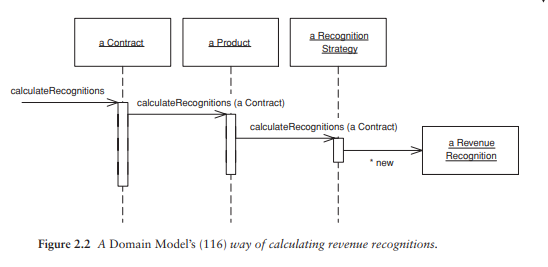 a Contract
a Product
a Recognition
Strategy
calculateRecognitions
calculateRecognitions (a Contract)
calculateRecognitions (a Contract)
a Revenue
Recognition
* new
Figure 2.2 A Domain Model's (116) way of calculating revenue recognitions.